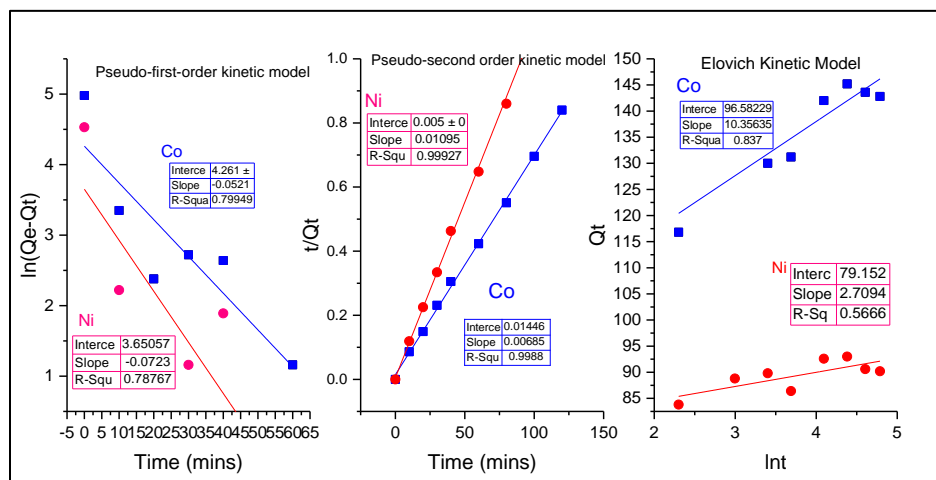 Pseudo-first-order kinetic model
ln(Qe-Qt)
5
4
3
2
1
Co
Interce 4.261 ±
Slope -0.0521
R-Squa 0.79949
Ni
Interce 3.65057
Slope -0.0723
R-Squ 0.78767
-5 0 5 10 15 20 25 30 35 40 45 50 55 60 65
Time (mins)
Pseudo-second order kinetic model
t/Qt
1.0
0.8
0.6
0.4
0.2
0.0
Ni
Interce 0.005 ± 0
Slope 0.01095
R-Squ 0.99927
Co
Interce 0.01446
Slope 0.00685
R-Squ 0.9988
0 50 100 150
Time (mins)
Elovich Kinetic Model
Qt
150
145
140
135
130
125
120
115
110
105
100
95
90
85
Co
Interce 96.58229
Slope 10.35635
R-Squa 0.837
Ni
Interc 79.152
Slope 2.7094
R-Sq 0.5666
2 3 4 5
lnt